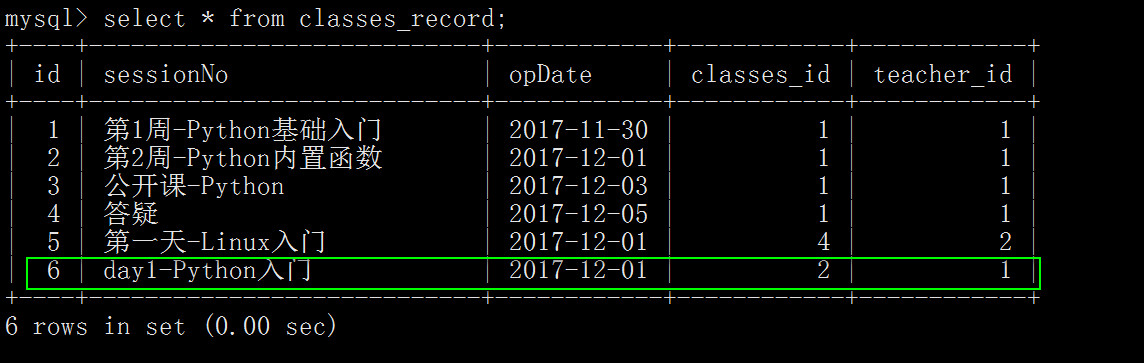 mysql> select * from classes_record;
+----+----------------------------+------------+------------+------------+
| id | sessionNo | opDate | classes_id | teacher_id |
+----+----------------------------+------------+------------+------------+
| 1 | 第1周-Python基础入门 | 2017-11-30 | 1 | 1 |
| 2 | 第2周-Python内置函数 | 2017-12-01 | 1 | 1 |
| 3 | 公开课-Python | 2017-12-03 | 1 | 1 |
| 4 | 答疑 | 2017-12-05 | 1 | 1 |
| 5 | 第一天-Linux入门 | 2017-12-01 | 4 | 2 |
| 6 | day1-Python入门 | 2017-12-01 | 2 | 1 |
+----+----------------------------+------------+------------+------------+
6 rows in set (0.00 sec)